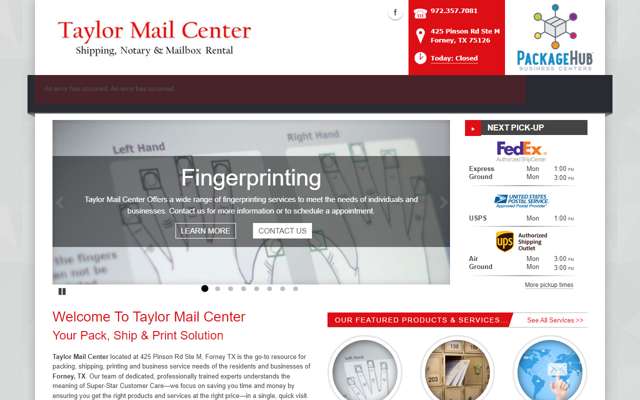 Taylor Mail Center
Shipping, Notary & Mailbox Rental
f
972.357.7081
425 Pinson Rd Ste M
Forney, TX 75126
Today: Closed
PACKAGEHUB
BUSINESS CENTERS
An error has occurred. An error has occurred.
Left Hand
Right Hand
Fingerprinting
Taylor Mail Center Offers a wide range of fingerprinting services to meet the needs of individuals and
businesses. Contact us for more information or to schedule a appointment.
LEARN MORE
CONTACT US
the fingers
een not be
ended
NEXT PICK-UP
FedEx
Authorized ShipCenter
Express Mon 1:00 PM
Ground Mon 3:00 PM
UNITED STATES
POSTAL SERVICE
Approved Postal Provider
USPS Mon 1:00 PM
ups
Authorized
Shipping
Outlet
Air Mon 3:00 PM
Ground Mon 3:00 PM
More pickup times
Welcome To Taylor Mail Center
Your Pack, Ship & Print Solution
Taylor Mail Center located at 425 Pinson Rd Ste M, Forney TX is the go-to resource for
packing, shipping, printing and business service needs of the residents and businesses of
Forney, TX. Our team of dedicated, professionally trained experts understands the
meaning of Super-Star Customer Care—we focus on saving you time and money by
ensuring you get the right products and services at the right price—in a single, quick visit
OUR FEATURED PRODUCTS & SERVICES...
See All Services >>